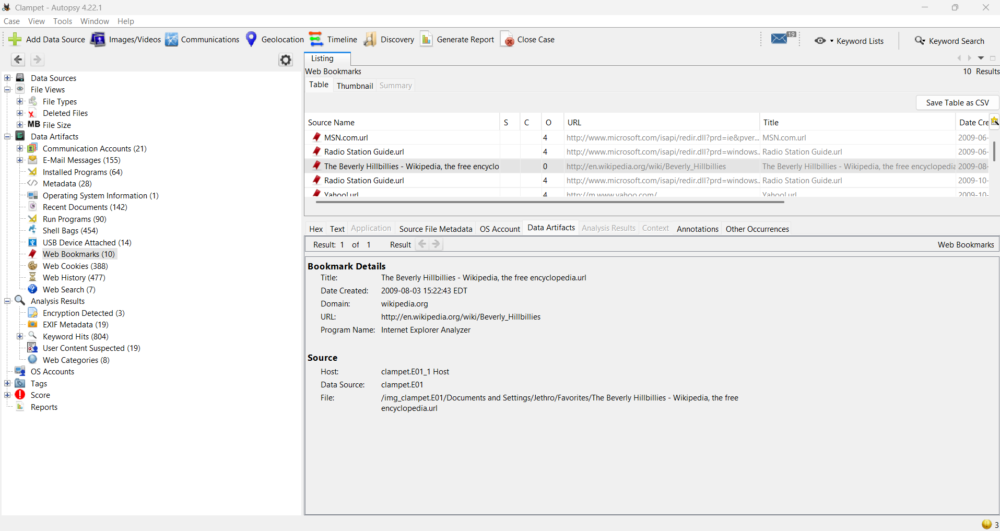 Clampet - Autopsy 4.22.1
Case View Tools Window Help
Add Data Source Images/Videos Communications Geolocation Timeline Discovery Generate Report Close Case 19 Keyword Lists Keyword Search
Data Sources
File Views
File Types
Deleted Files
MB File Size
Data Artifacts
Communication Accounts (21)
E-Mail Messages (155)
Installed Programs (64)
Metadata (28)
Operating System Information (1)
Recent Documents (142)
Run Programs (90)
Shell Bags (454)
USB Device Attached (14)
Web Bookmarks (10)
Web Cookies (388)
Web History (477)
Web Search (7)
Analysis Results
Encryption Detected (3)
EXIF Metadata (19)
Keyword Hits (804)
User Content Suspected (19)
Web Categories (8)
OS Accounts
Tags
Score
Reports
Listing
Web Bookmarks 10 Results
Table Thumbnail Summary
Save Table as CSV
Source Name S C O URL Title Date Cre
MSN.com.url 4 http://www.microsoft.com/isapi/redir.dll?prd=ie&pver... MSN.com.url 2009-06-
Radio Station Guide.url 4 http://www.microsoft.com/isapi/redir.dll?prd=windows... Radio Station Guide.url 2009-06-
The Beverly Hillbillies - Wikipedia, the free encyclo 0 http://en.wikipedia.org/wiki/Beverly_Hillbillies The Beverly Hillbillies - Wikipedia, the free encyclopedia 2009-08-
Radio Station Guide.url 4 http://www.microsoft.com/isapi/redir.dll?prd=windows... Radio Station Guide.url 2009-10-
Yahoo!.url 4 http://m.www.yahoo.com/ Yahoo!.url 2009-10-
Hex Text Application Source File Metadata OS Account Data Artifacts Analysis Results Context Annotations Other Occurrences
Result: 1 of 1 Result Web Bookmarks
Bookmark Details
Title: The Beverly Hillbillies - Wikipedia, the free encyclopedia.url
Date Created: 2009-08-03 15:22:43 EDT
Domain: wikipedia.org
URL: http://en.wikipedia.org/wiki/Beverly_Hillbillies
Program Name: Internet Explorer Analyzer
Source
Host: clampet.E01_1 Host
Data Source: clampet.E01
File: /img_clampet.E01/Documents and Settings/Jethro/Favorites/The Beverly Hillbillies - Wikipedia, the free
encyclopedia.url
3